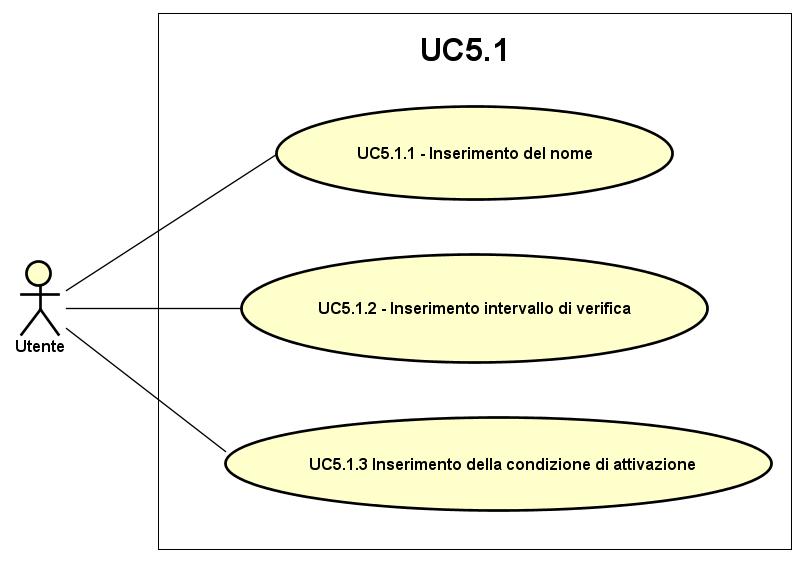 UC5.1
UC5.1.1 - Inserimento del nome
UC5.1.2 - Inserimento intervallo di verifica
Utente
UC5.1.3 Inserimento della condizione di attivazione